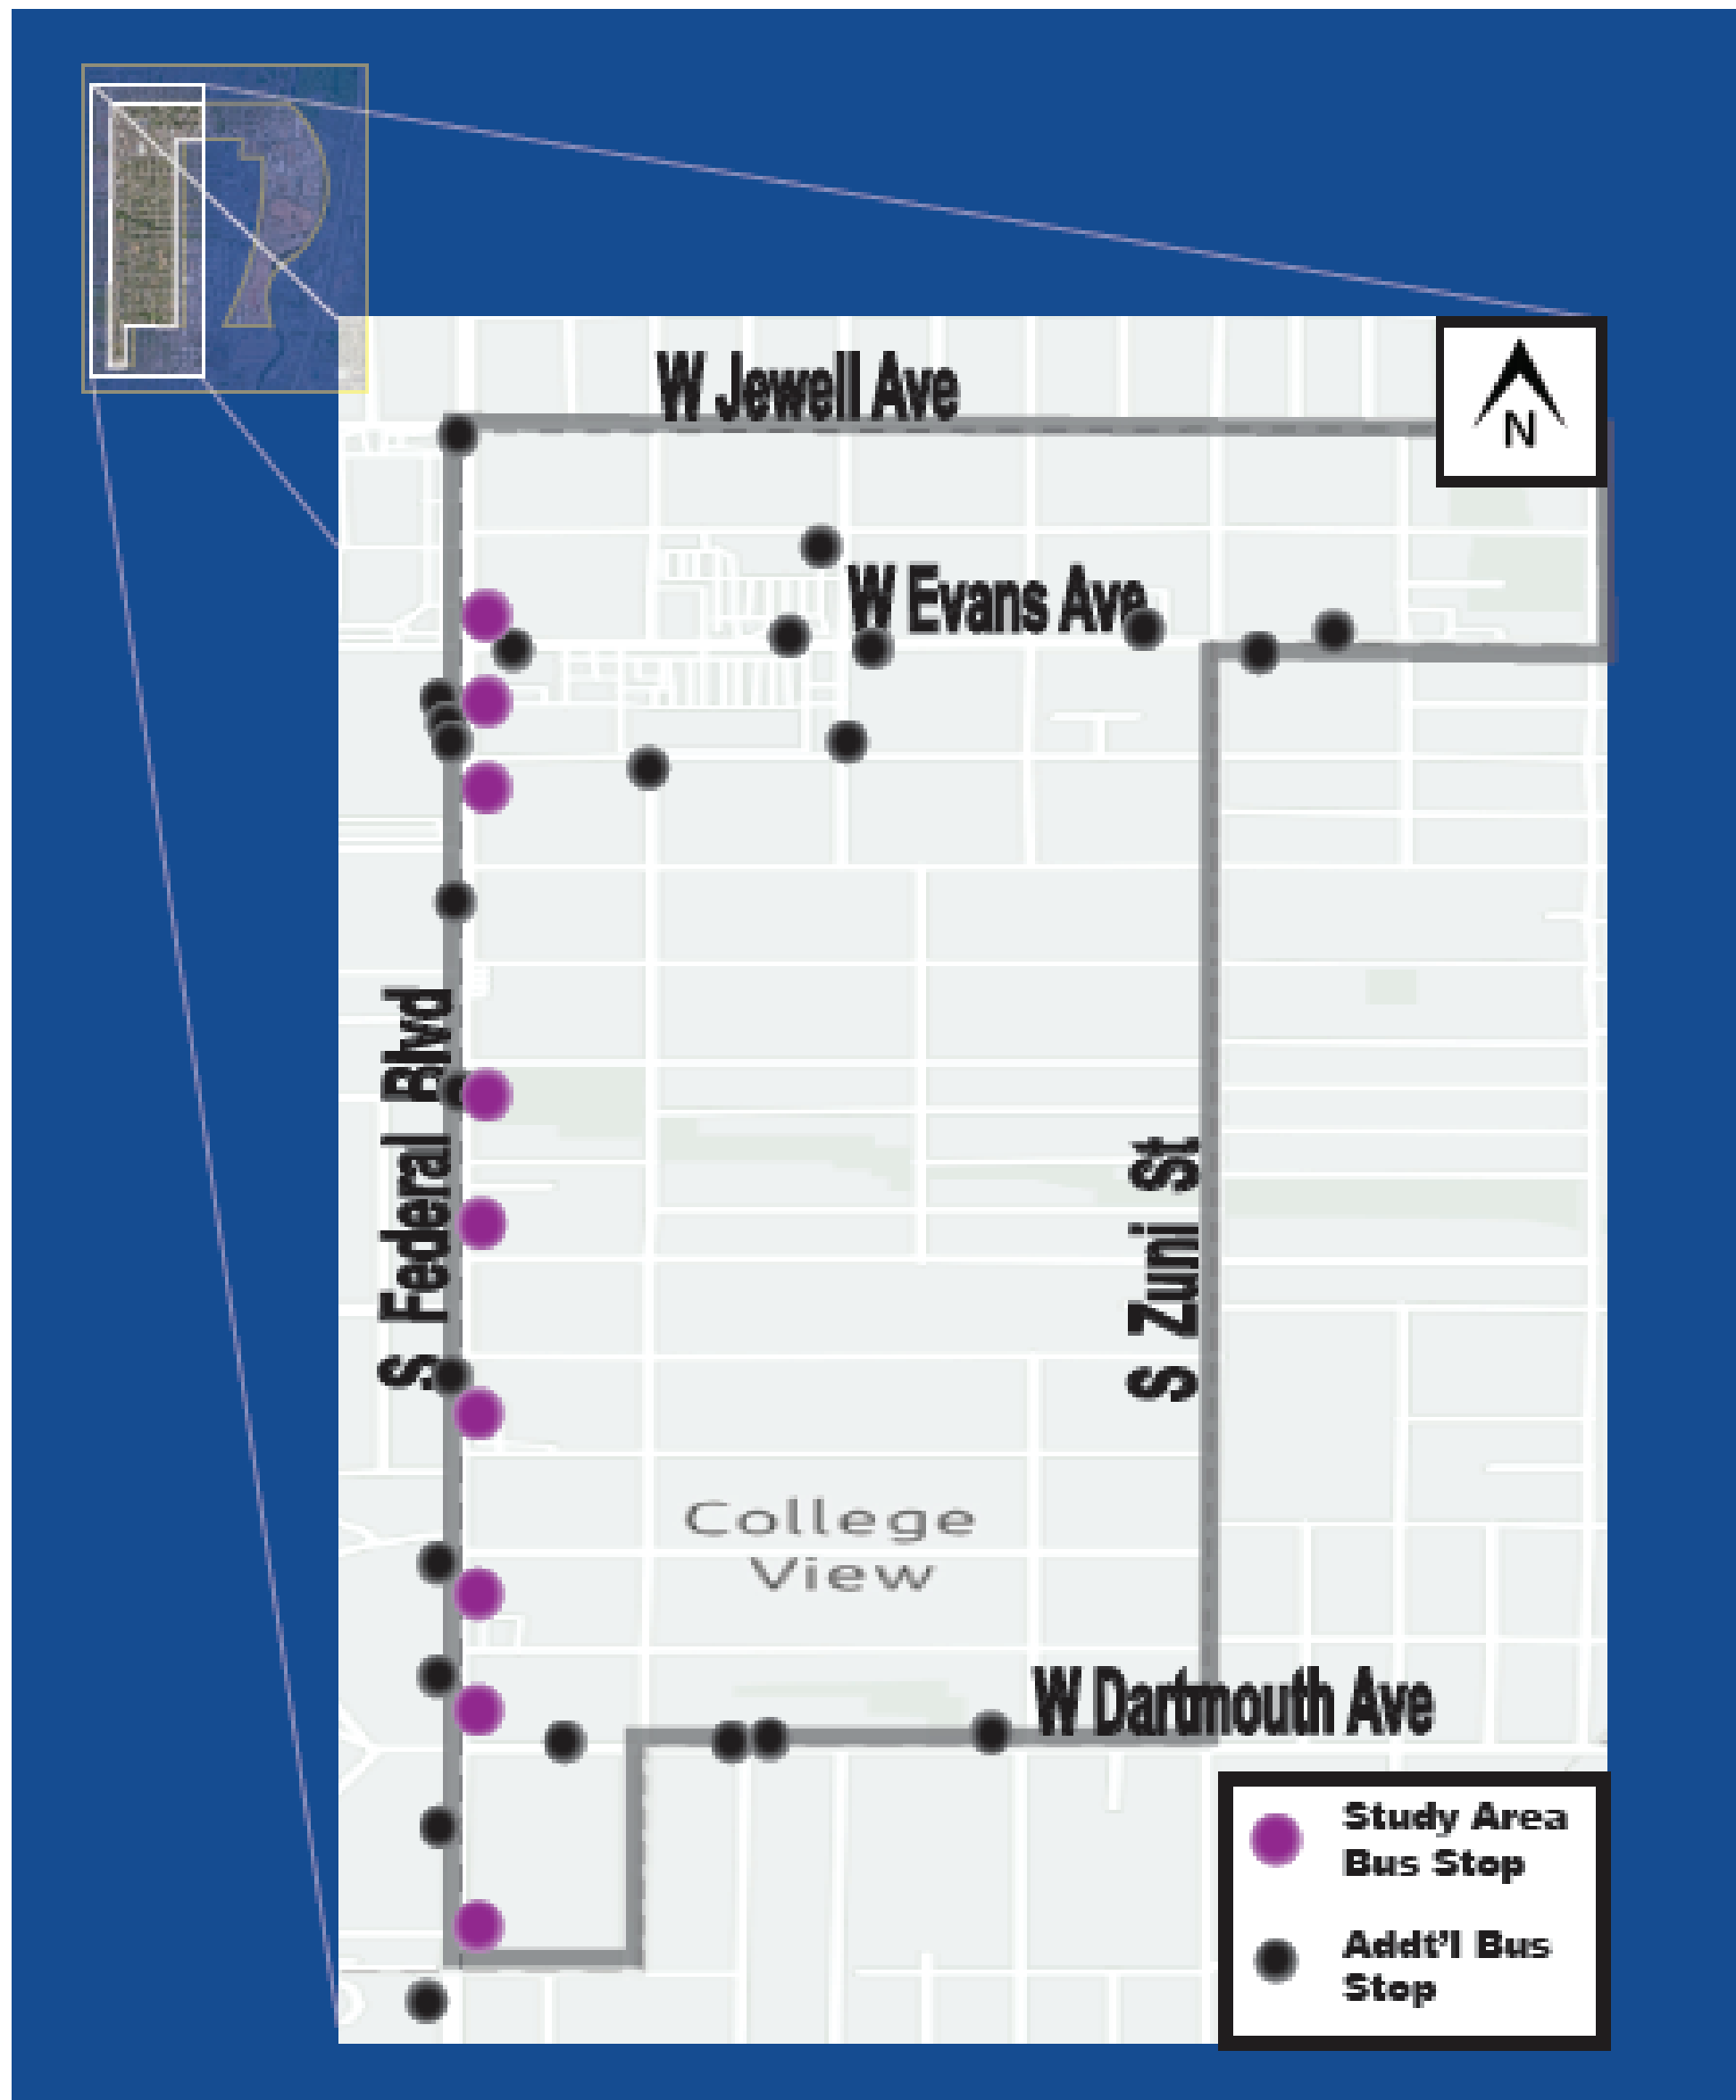 W Jewell Ave
N
W Evans Ave
S Federal Blvd
S Zuni St
College
View
W Dartmouth Ave
Study Area
Bus Stop
Addt'l Bus
Stop